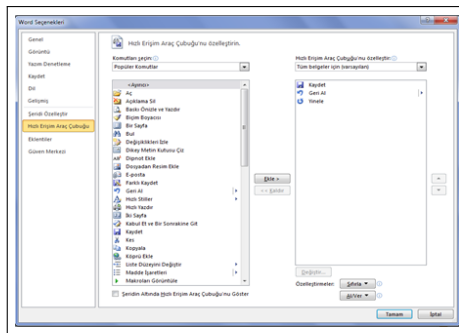 Word Seçenekleri
Genel
Görüntü
Yazım Denetleme
Kaydet
Dil
Gelişmiş
Şeridi Özelleştir
Hızlı Erişim Araç Çubuğu
Eklentiler
Güven Merkezi
Hızlı Erişim Araç Çubuğu'nu özelleştirin.
Komutları seçin:
Popüler Komutlar
<Ayırıcı>
Aç
Açıklama Sil
Baskı Önizle ve Yazdır
Biçim Boyacısı
Bir Sayfa
Bul
Değişiklikleri İzle
Dikey Metin Kutusu Çiz
Dipnot Ekle
Dosyadan Resim Ekle
E-posta
Farklı Kaydet
Geri Al
Hızlı Stiller
Hızlı Yazdır
İki Sayfa
Kabul Et ve Bir Sonrakine Git
Kaydet
Kes
Kopyala
Köprü Ekle
Liste Düzeyini Değiştir
Madde İşaretleri
Makroları Görüntüle
Şeridin Altında Hızlı Erişim Araç Çubuğu'nu Göster
Ekle >>
<< Kaldır
Hızlı Erişim Araç Çubuğu'nu özelleştir:
Tüm belgeler için (varsayılan)
Kaydet
Geri Al
Yinele
Değiştir...
Özelleştirmeler:
Sıfırla
Al/Ver
Tamam
İptal